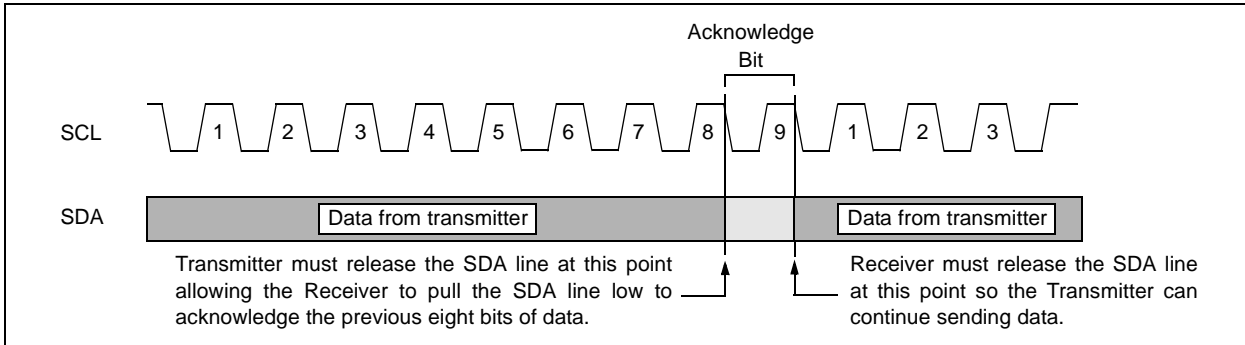 Acknowledge
Bit
SCL
1 2 3 4 5 6 7 8 9 1 2 3
SDA
Data from transmitter
Data from transmitter
Transmitter must release the SDA line at this point
allowing the Receiver to pull the SDA line low to
acknowledge the previous eight bits of data.
Receiver must release the SDA line
at this point so the Transmitter can
continue sending data.